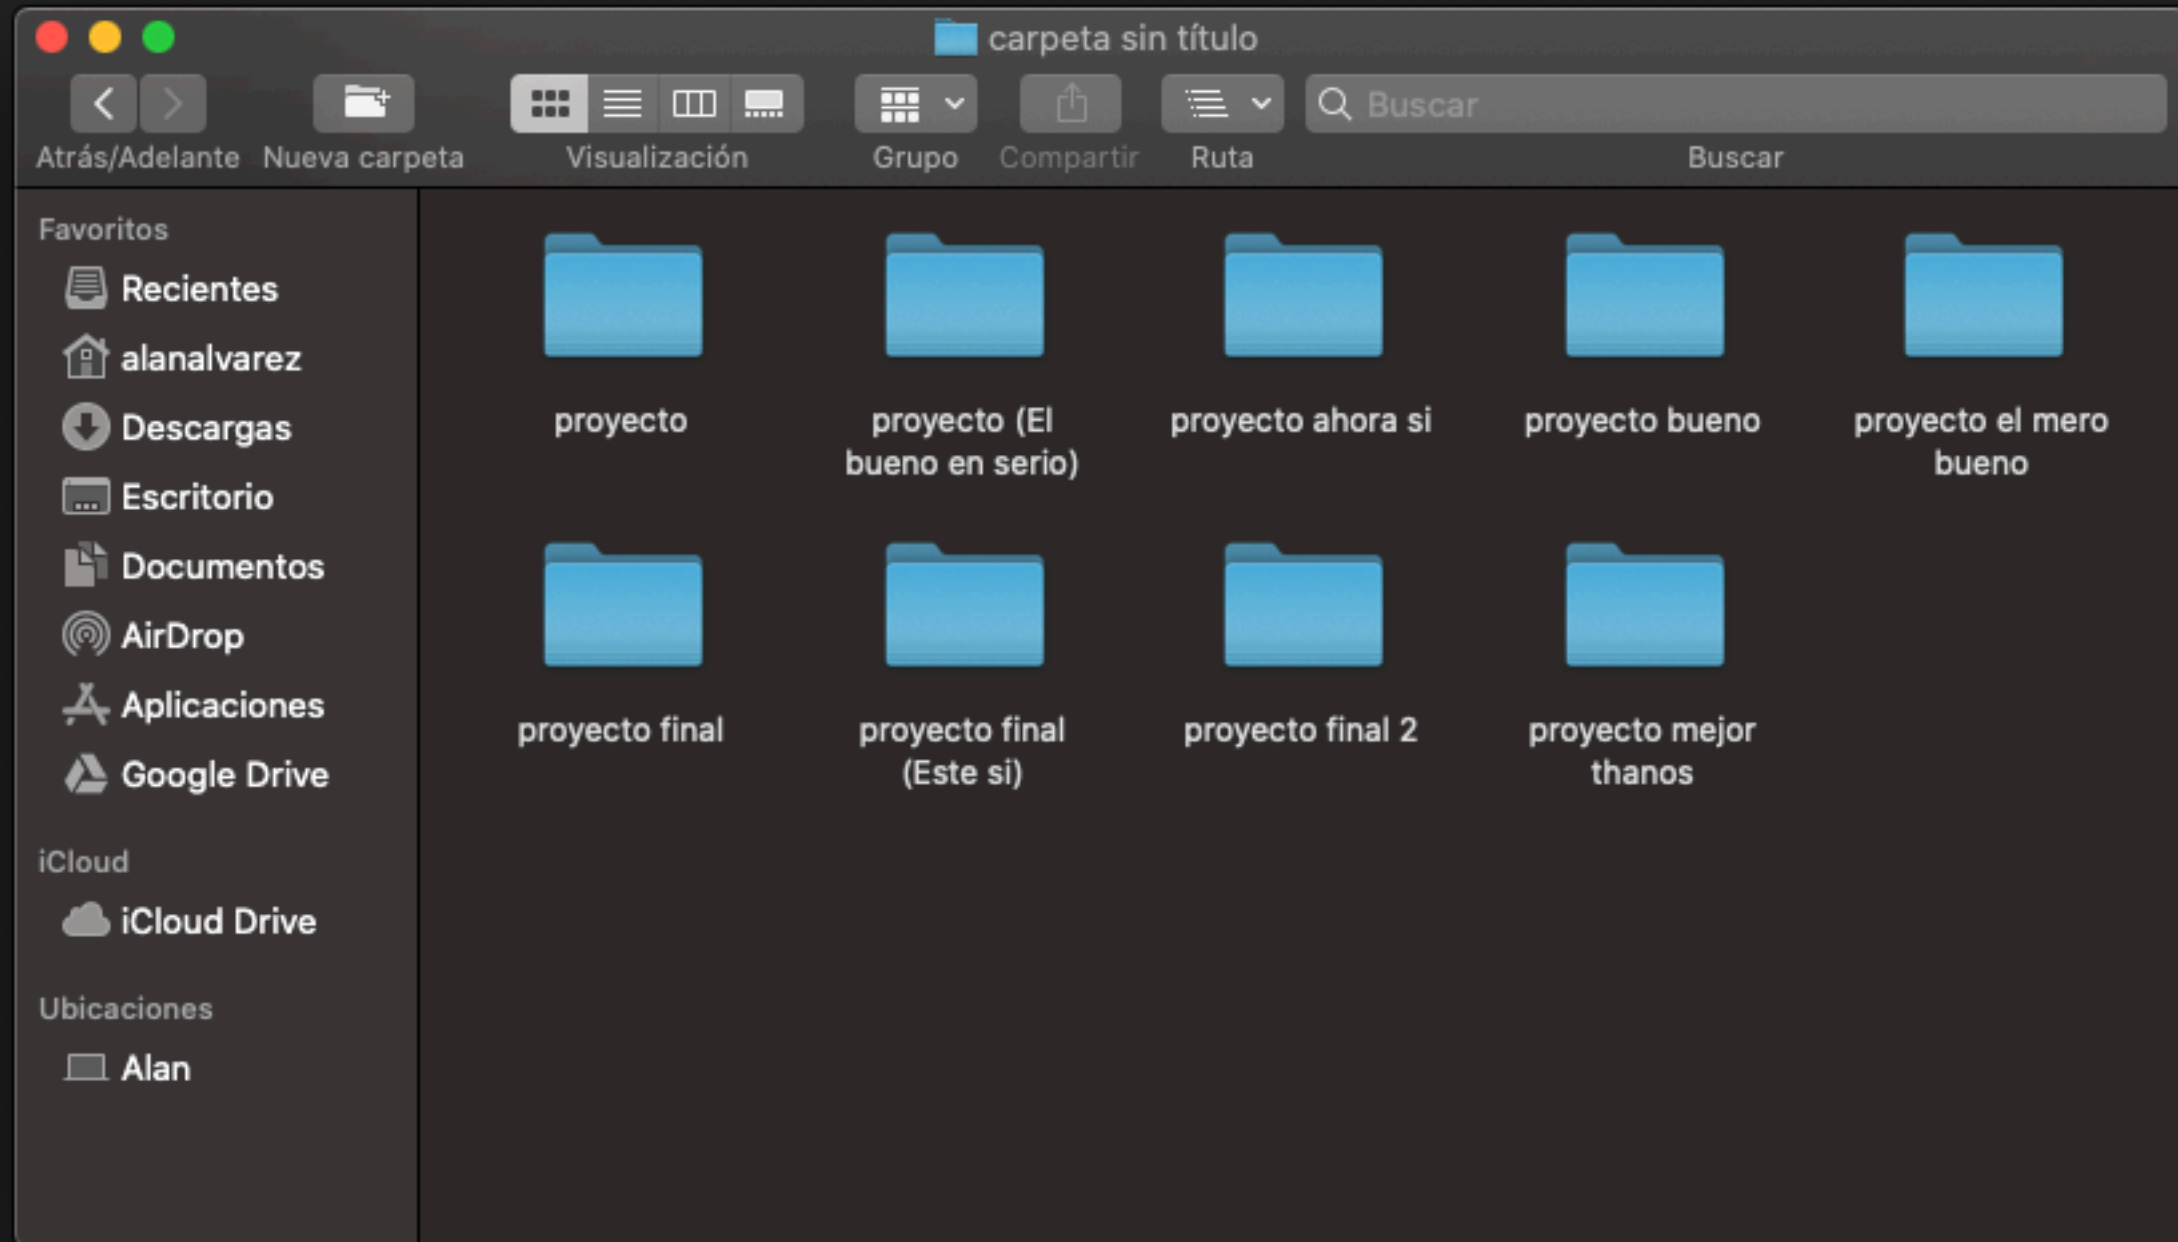 carpeta sin título
Buscar
Atrás/Adelante Nueva carpeta Visualización Grupo Compartir Ruta Buscar
Favoritos
Recientes
alanalvarez
Descargas
Escritorio
Documentos
AirDrop
Aplicaciones
Google Drive
iCloud
iCloud Drive
Ubicaciones
Alan
proyecto
proyecto (El
bueno en serio)
proyecto ahora si
proyecto bueno
proyecto el mero
bueno
proyecto final
proyecto final
(Este si)
proyecto final 2
proyecto mejor
thanos